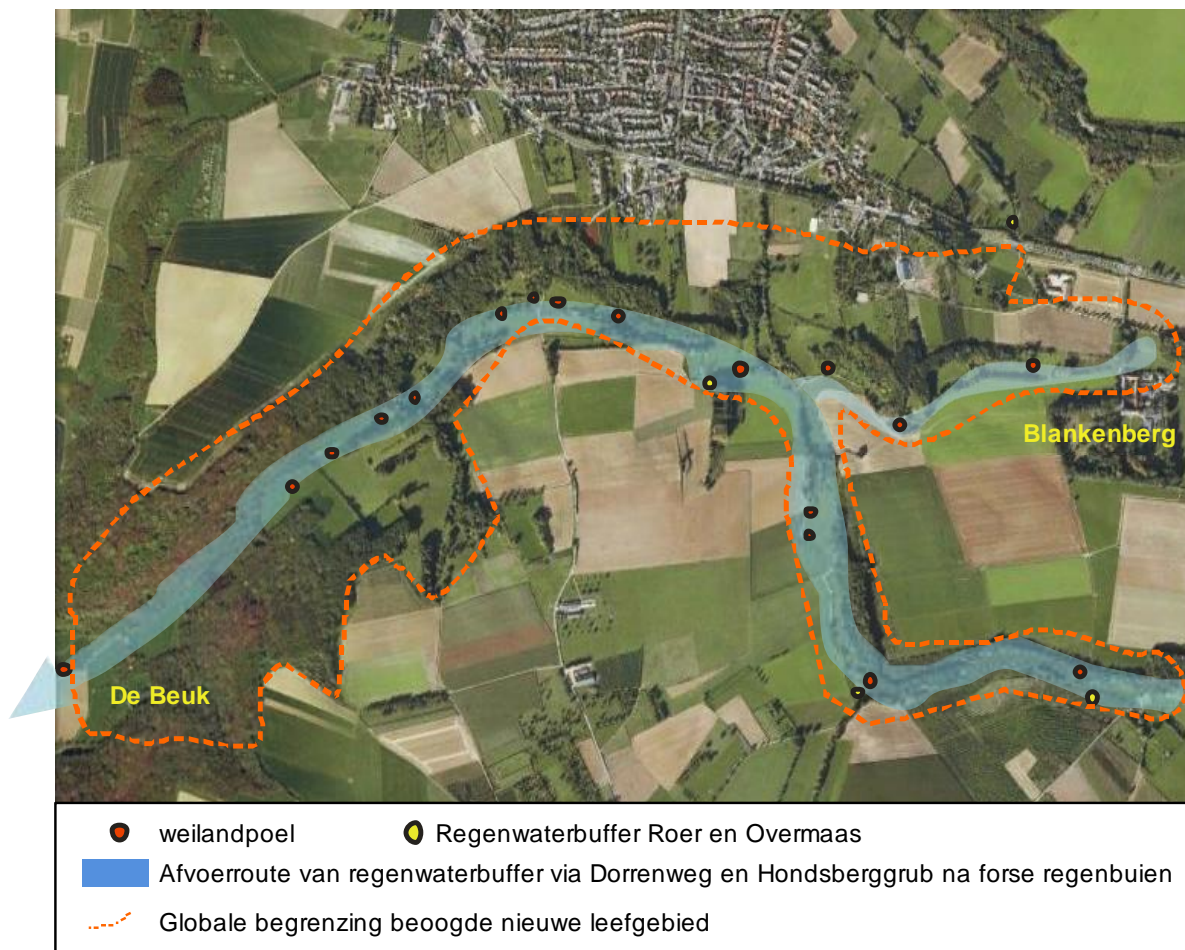 Blankenberg
De Beuk
weilandpoel
Regenwaterbuffer Roer en Overmaas
Afvoerroute van regenwaterbuffer via Dorrenweg en Hondsberggrub na forse regenbuien
Globale begrenzing beoogde nieuwe leefgebied